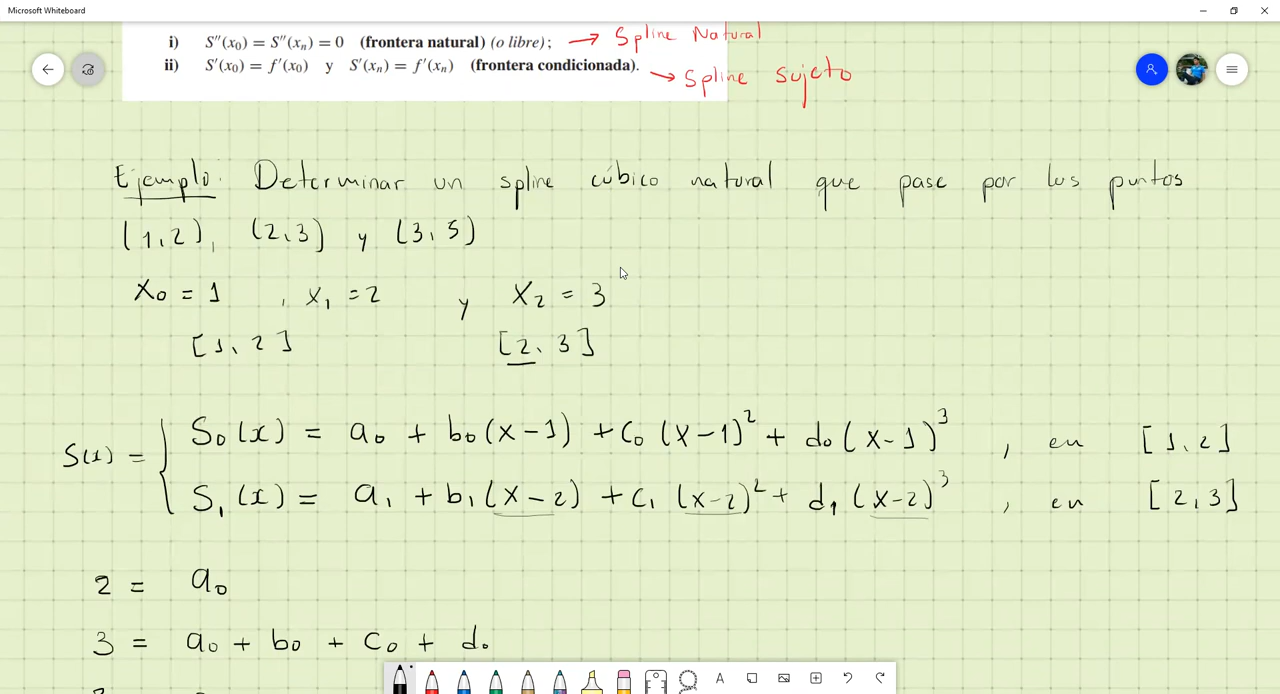 Microsoft Whiteboard
i) S''(x₀) = S''(xₙ) = 0 (frontera natural) (o libre); → Spline Natural
ii) S'(x₀) = f'(x₀) y S'(xₙ) = f'(xₙ) (frontera condicionada). → Spline sujeto
Ejemplo: Determinar un spline cúbico natural que pase por los puntos
(1,2), (2,3) y (3,5)
X₀ = 1 , X₁ = 2 y X₂ = 3
[1,2] [2,3]
S(x) =
S₀(x) = a₀ + b₀(x-1) + c₀(x-1)² + d₀(x-1)³ , en [1,2]
S₁(x) = a₁ + b₁(x-2) + c₁(x-2)² + d₁(x-2)³ , en [2,3]
2 = a₀
3 = a₀ + b₀ + c₀ + d₀